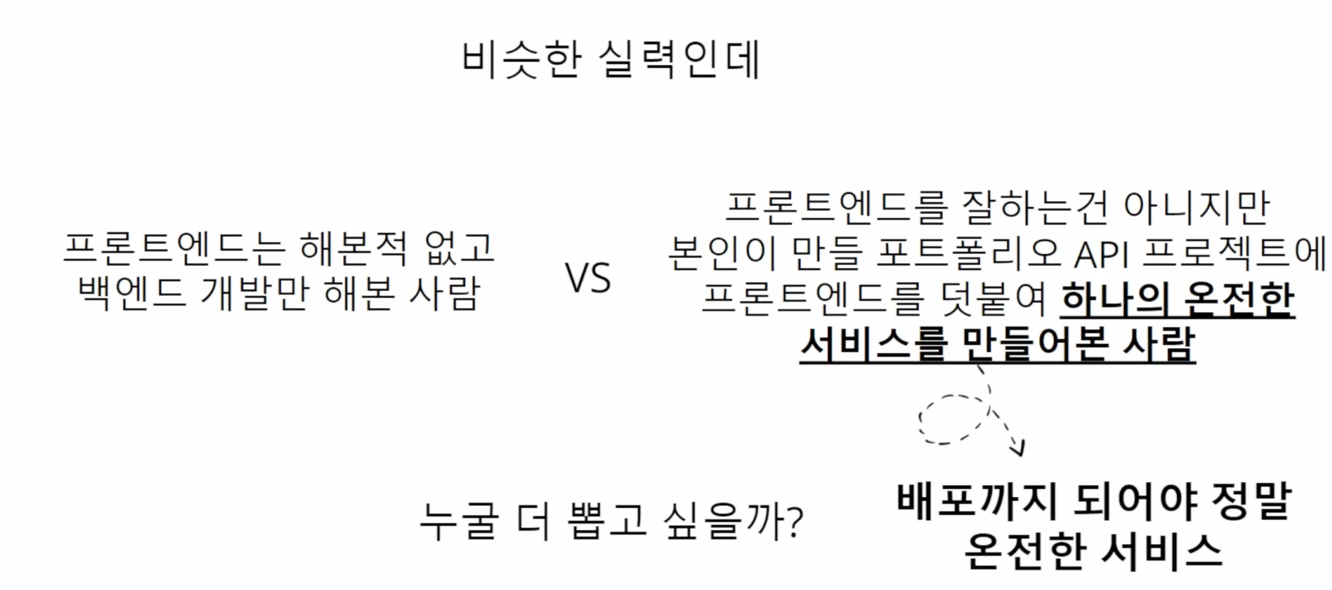 비슷한 실력인데
프론트엔드는 해본적 없고
백엔드 개발만 해본 사람
VS
프론트엔드를 잘하는건 아니지만
본인이 만들 포트폴리오 API 프로젝트에
프론트엔드를 덧붙여 하나의 온전한
서비스를 만들어본 사람
누굴 더 뽑고 싶을까?
배포까지 되어야 정말
온전한 서비스